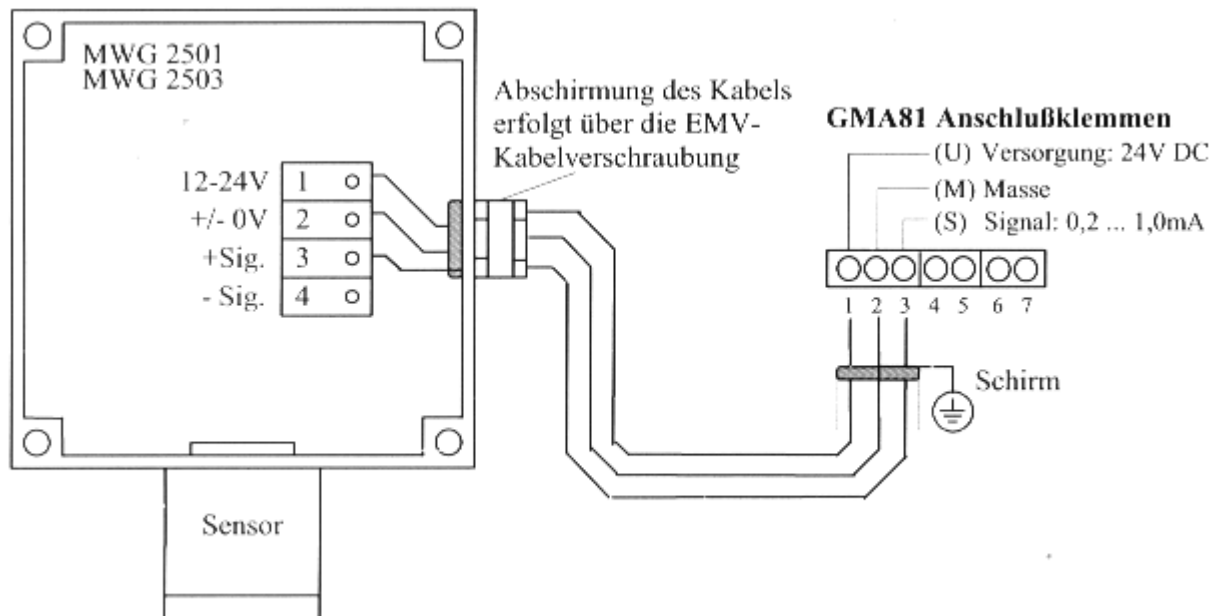 MWG 2501
MWG 2503
12-24V 1
+/- 0V 2
+Sig. 3
- Sig. 4
Sensor
Abschirmung des Kabels
erfolgt über die EMV-
Kabelverschraubung
GMA81 Anschlußklemmen
(U) Versorgung: 24V DC
(M) Masse
(S) Signal: 0,2 ... 1,0mA
1 2 3 4 5 6 7
Schirm